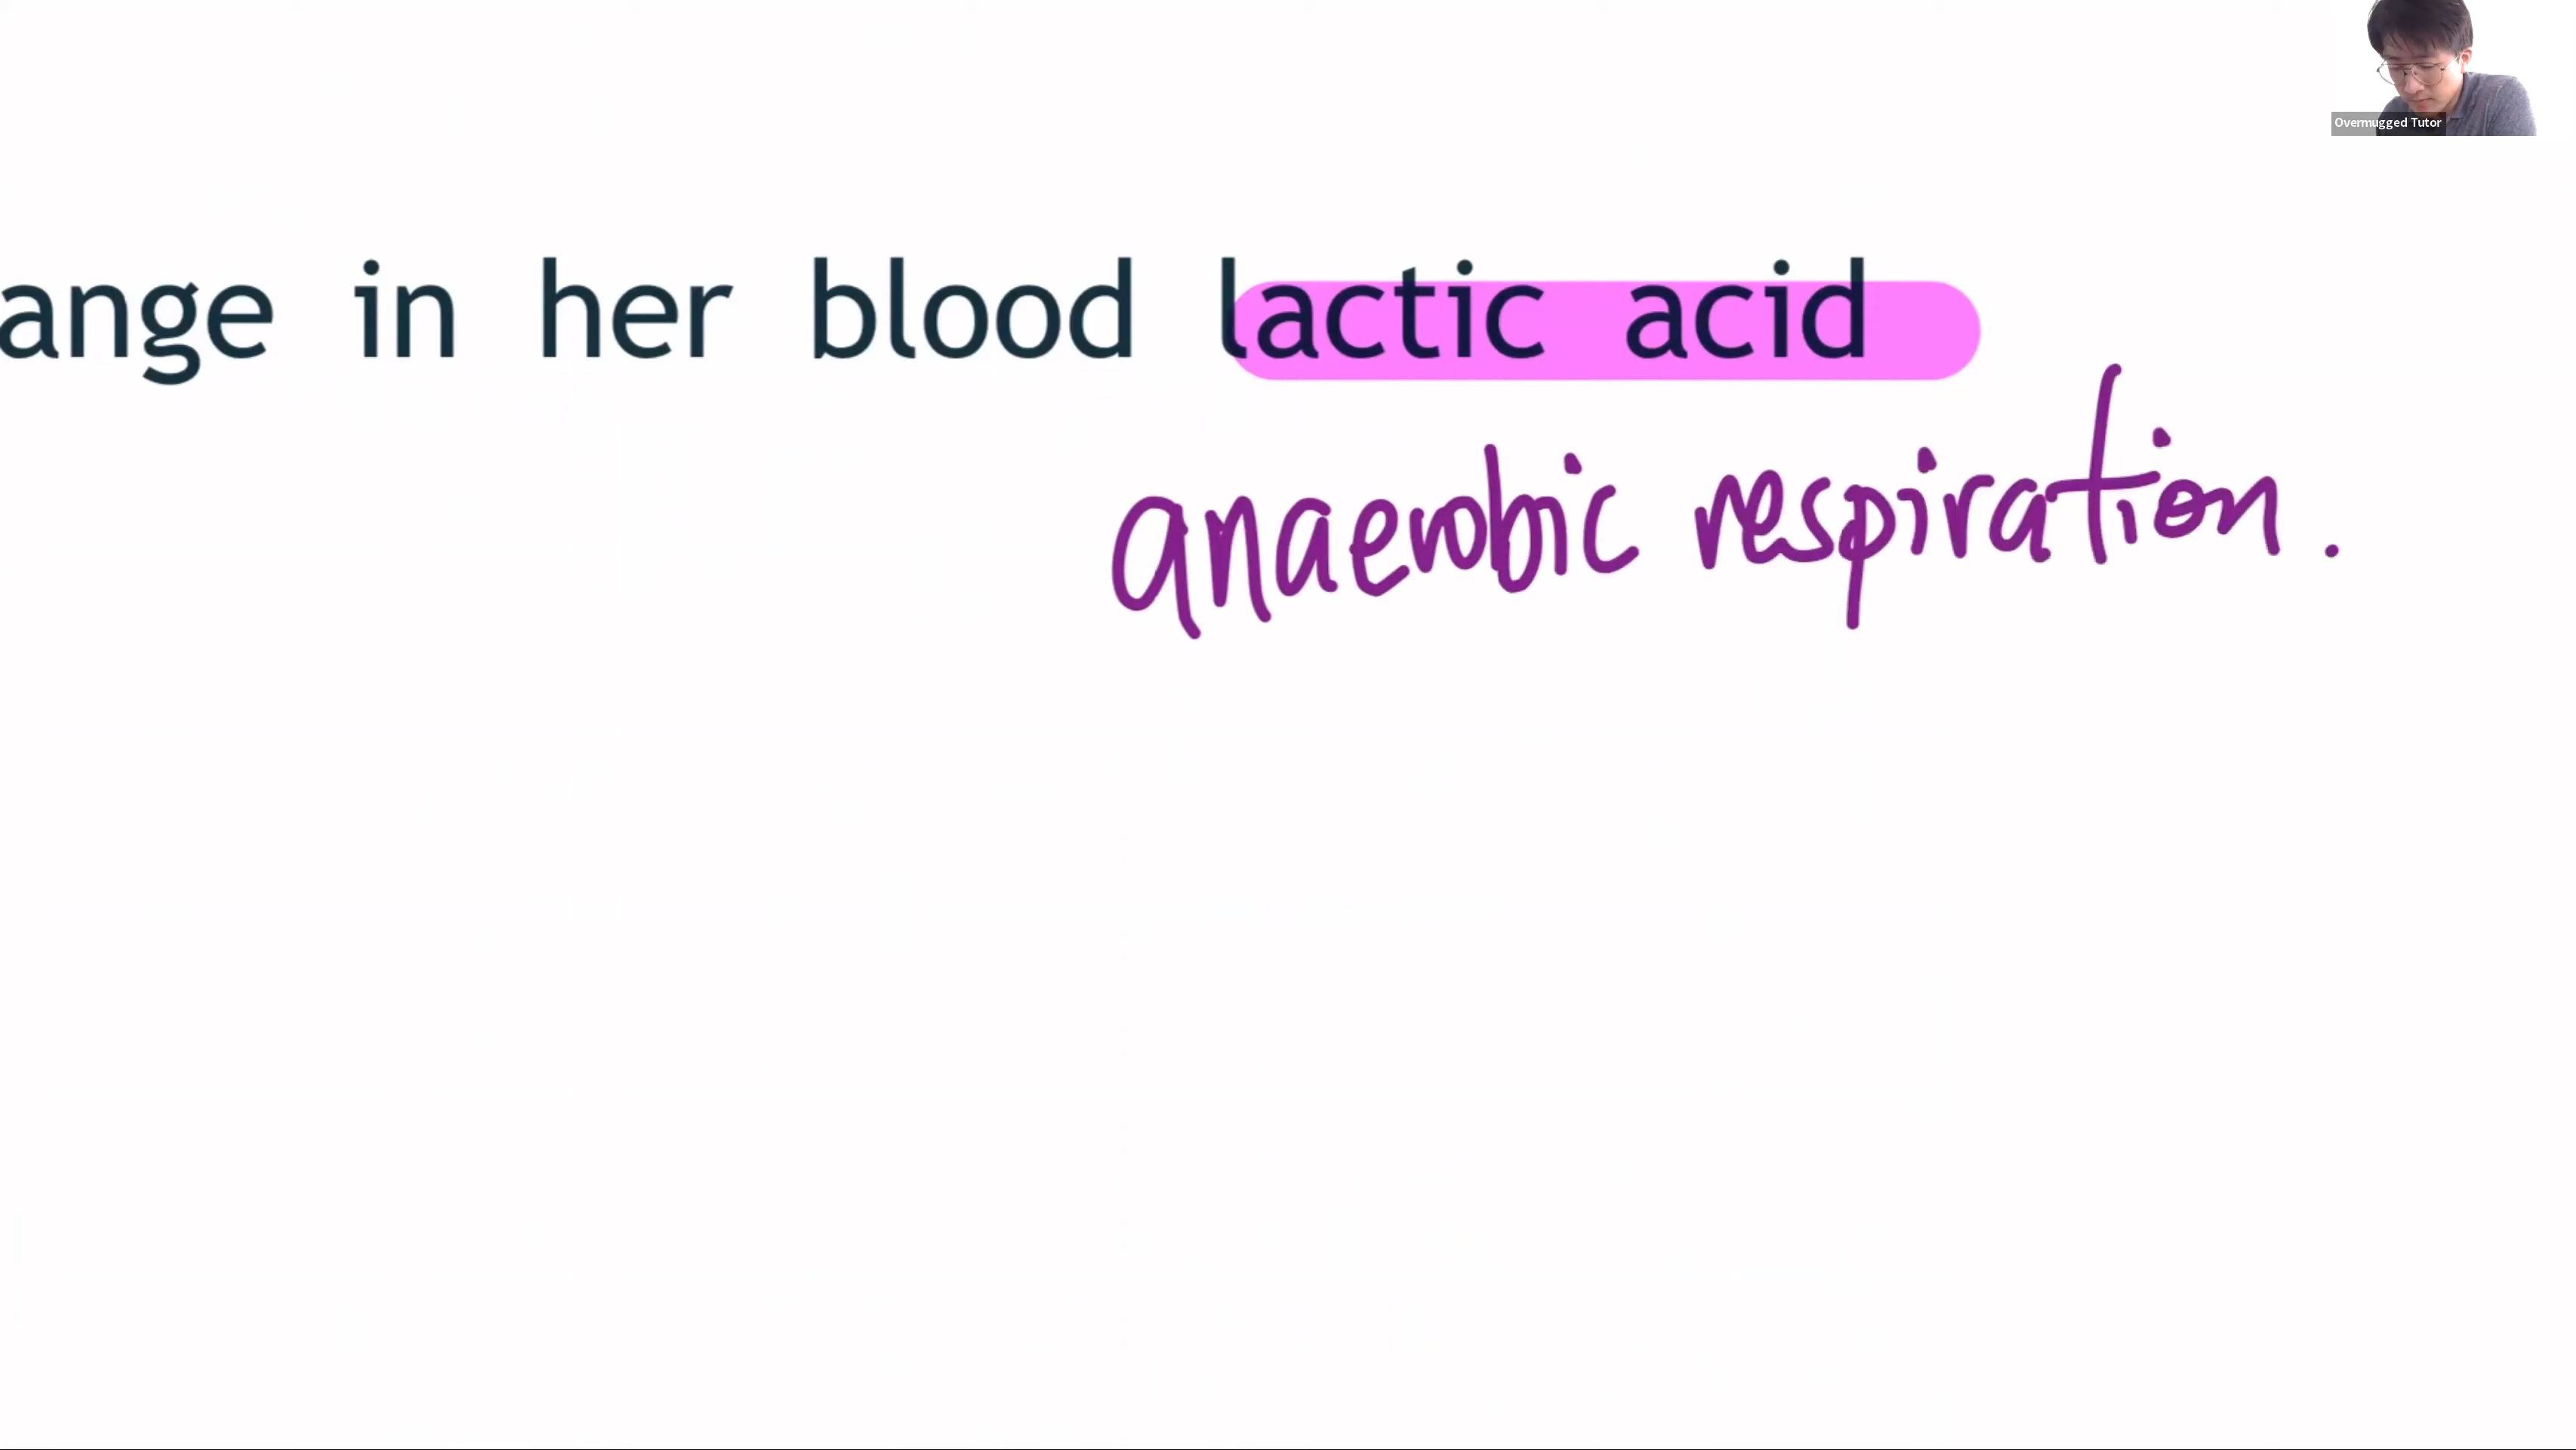 Overmugged Tutor
ange in her blood lactic acid
anaerobic respiration.